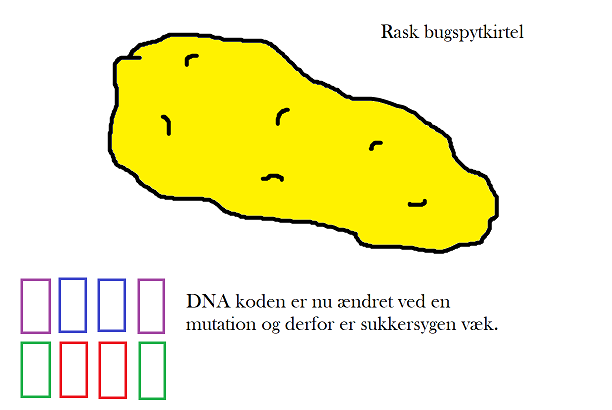 Rask bugspytkirtel
DNA koden er nu ændret ved en
mutation og derfor er sukkersygen væk.